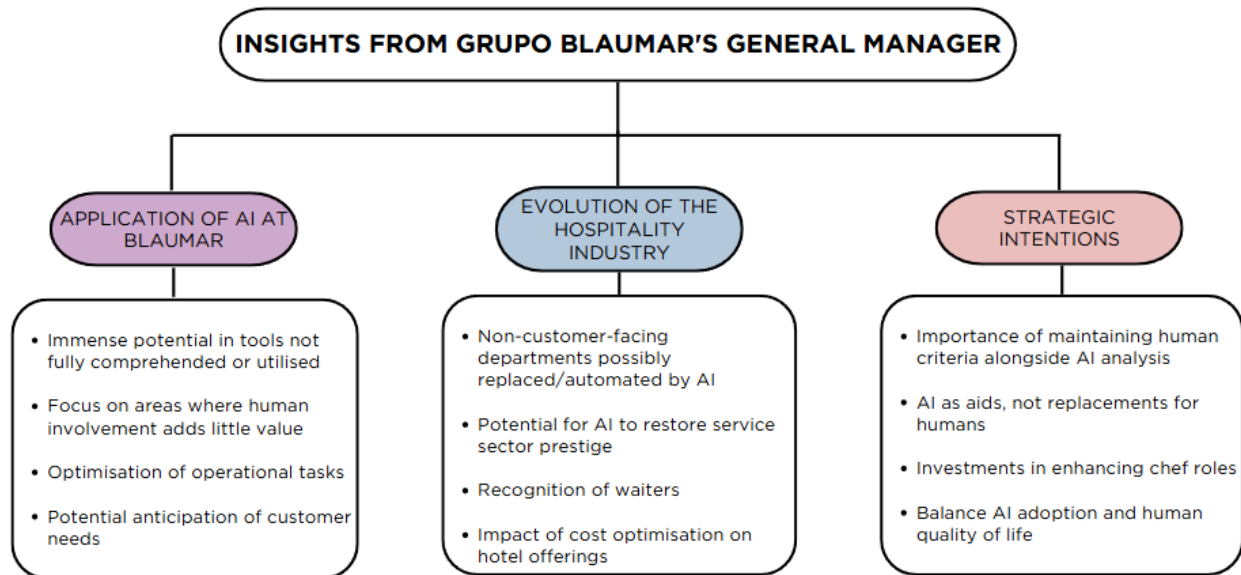 INSIGHTS FROM GRUPO BLAUMAR'S GENERAL MANAGER
APPLICATION OF AI AT
BLAUMAR
• Immense potential in tools not
fully comprehended or utilised
• Focus on areas where human
involvement adds little value
• Optimisation of operational tasks
• Potential anticipation of customer
needs
EVOLUTION OF THE
HOSPITALITY
INDUSTRY
• Non-customer-facing
departments possibly
replaced/automated by AI
• Potential for AI to restore service
sector prestige
• Recognition of waiters
• Impact of cost optimisation on
hotel offerings
STRATEGIC
INTENTIONS
• Importance of maintaining human
criteria alongside AI analysis
• AI as aids, not replacements for
humans
• Investments in enhancing chef roles
• Balance AI adoption and human
quality of life